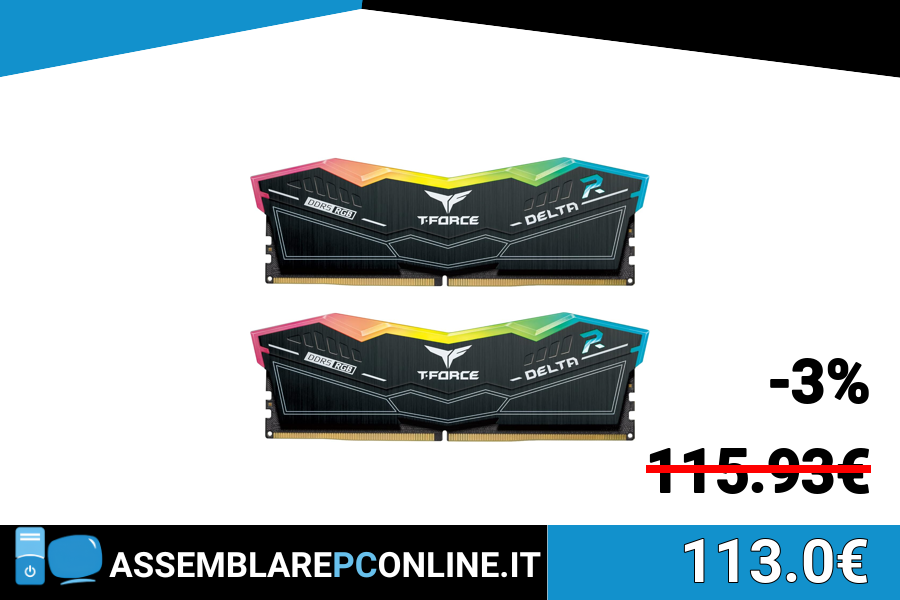 DDR5 RGB
T-FORCE
DELTA R
DDR5 RGB
T-FORCE
DELTA R
-3%
115.93€
ASSEMBLAREPCONLINE.IT
113.0€